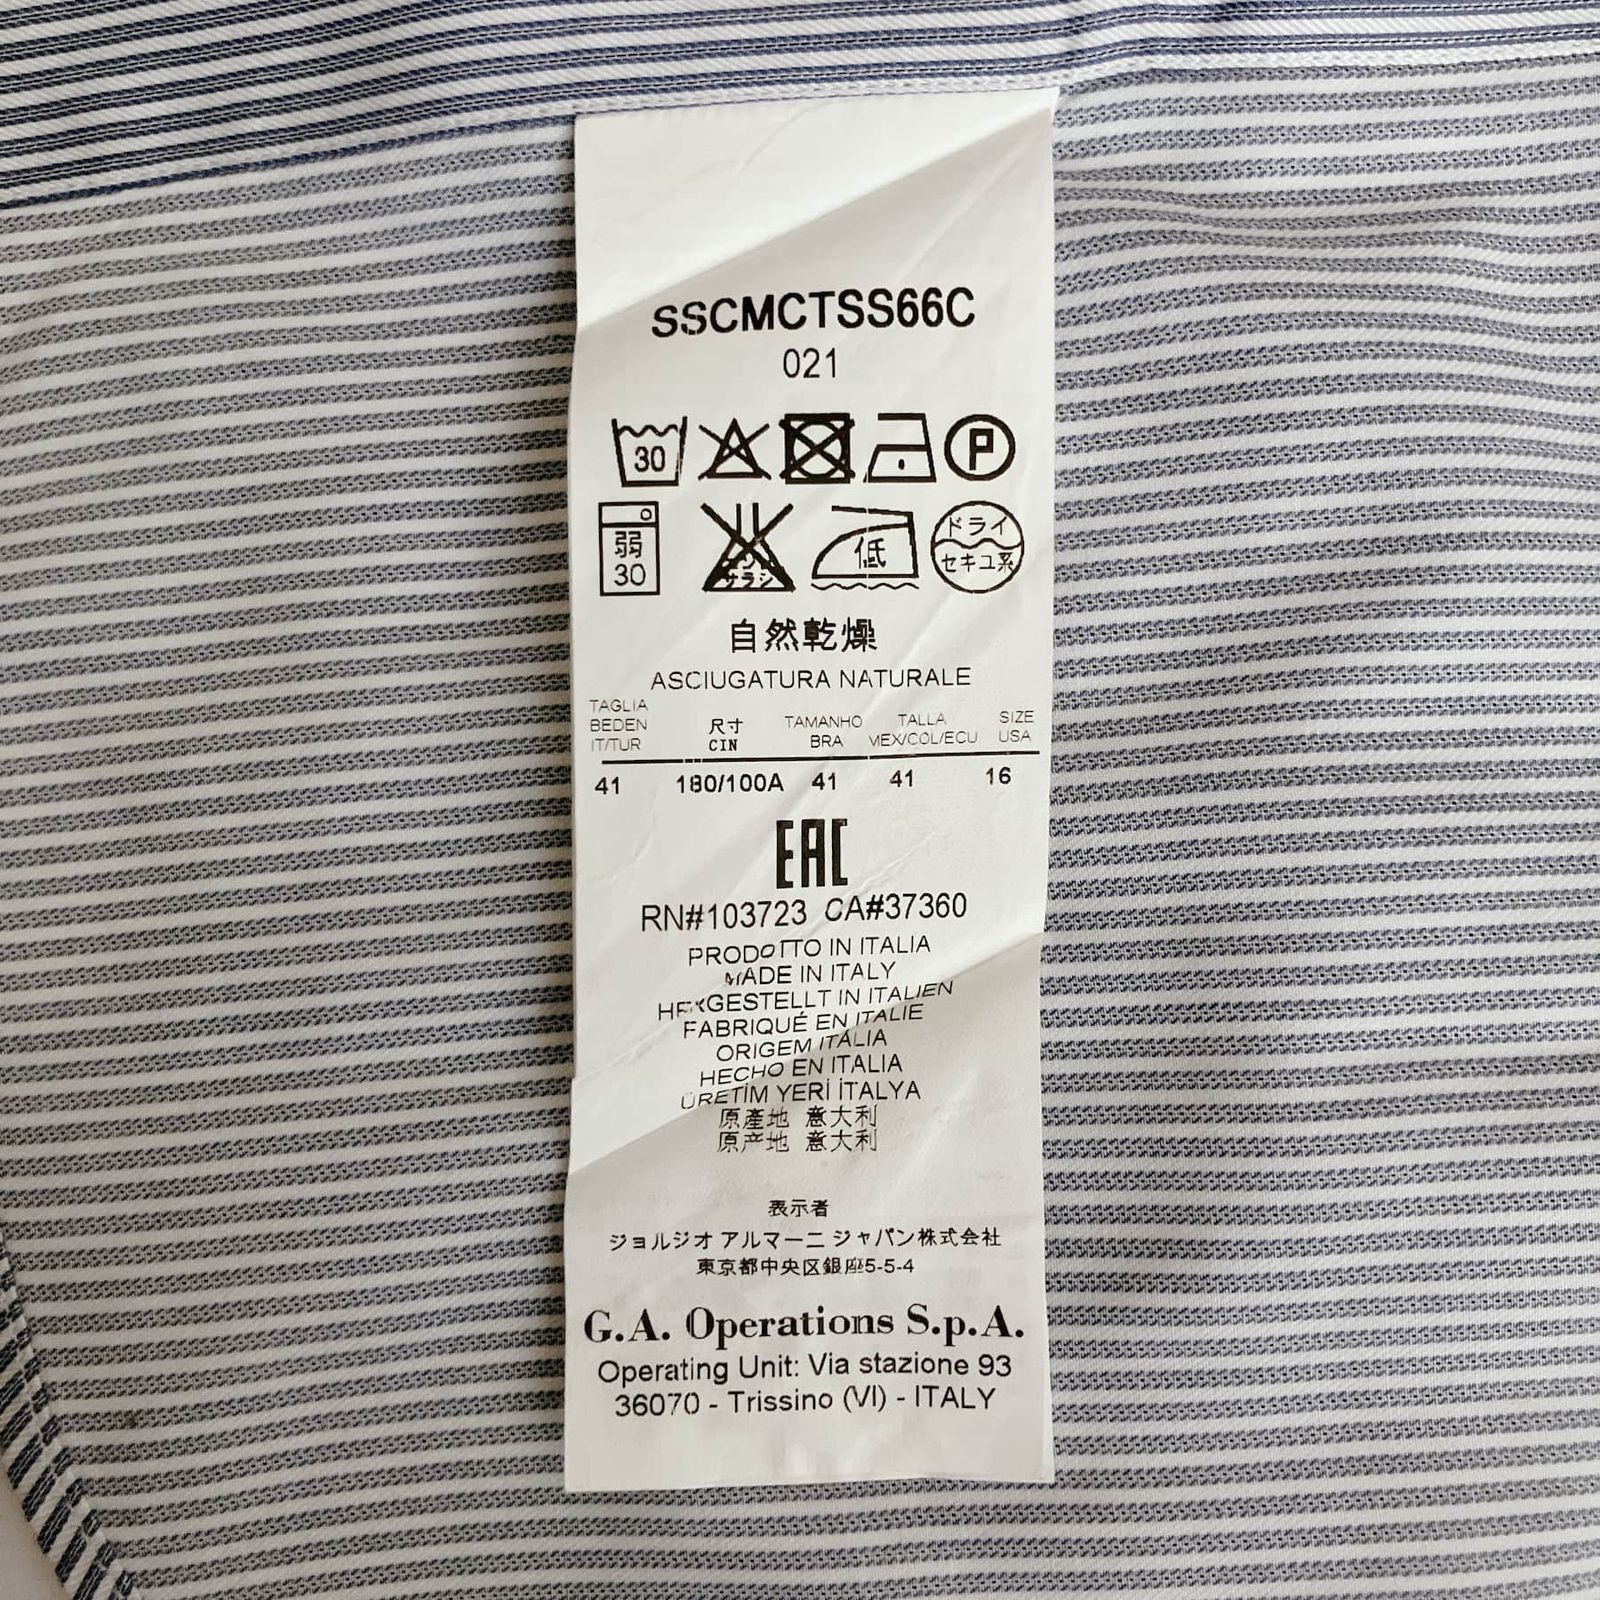 SSCMCTSS66C
021
30
P
弱
30
サラシ
低
ドライ
セキユ系
自然乾燥
ASCIUGATURA NATURALE
TAGLIA
BEDEN
IT/TUR
尺寸
CIN
TAMANHO
BRA
TALLA
MEX/COL/ECU
SIZE
USA
41 180/100A 41 41 16
EAC
RN#103723 CA#37360
PRODOTTO IN ITALIA
MADE IN ITALY
HERGESTELLT IN ITALIEN
FABRIQUÉ EN ITALIE
ORIGEM ITÁLIA
HECHO EN ITALIA
ÜRETİM YERİ İTALYA
原產地 意大利
原产地 意大利
表示者
ジョルジオ アルマーニ ジャパン株式会社
東京都中央区銀座5-5-4
G.A. Operations S.p.A.
Operating Unit: Via stazione 93
36070 - Trissino (VI) - ITALY